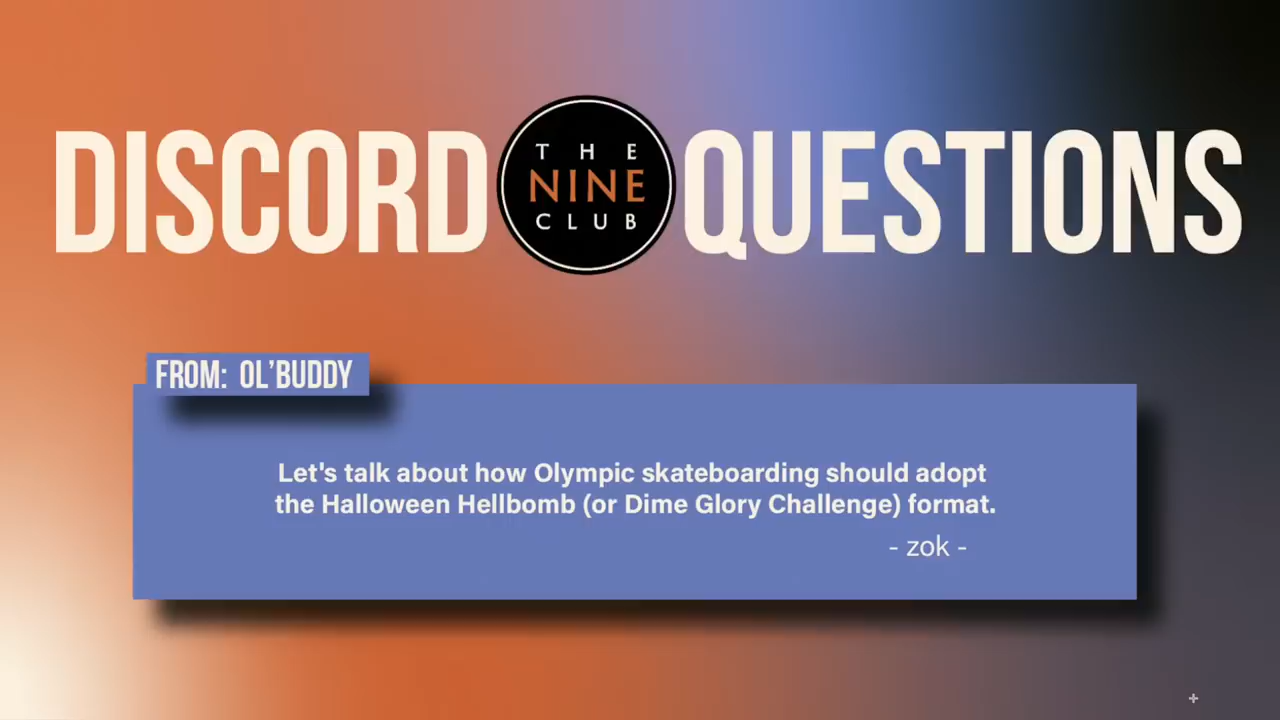 DISCORD THE NINE CLUB QUESTIONS
FROM: OL'BUDDY
Let's talk about how Olympic skateboarding should adopt
the Halloween Hellbomb (or Dime Glory Challenge) format.
- zok -